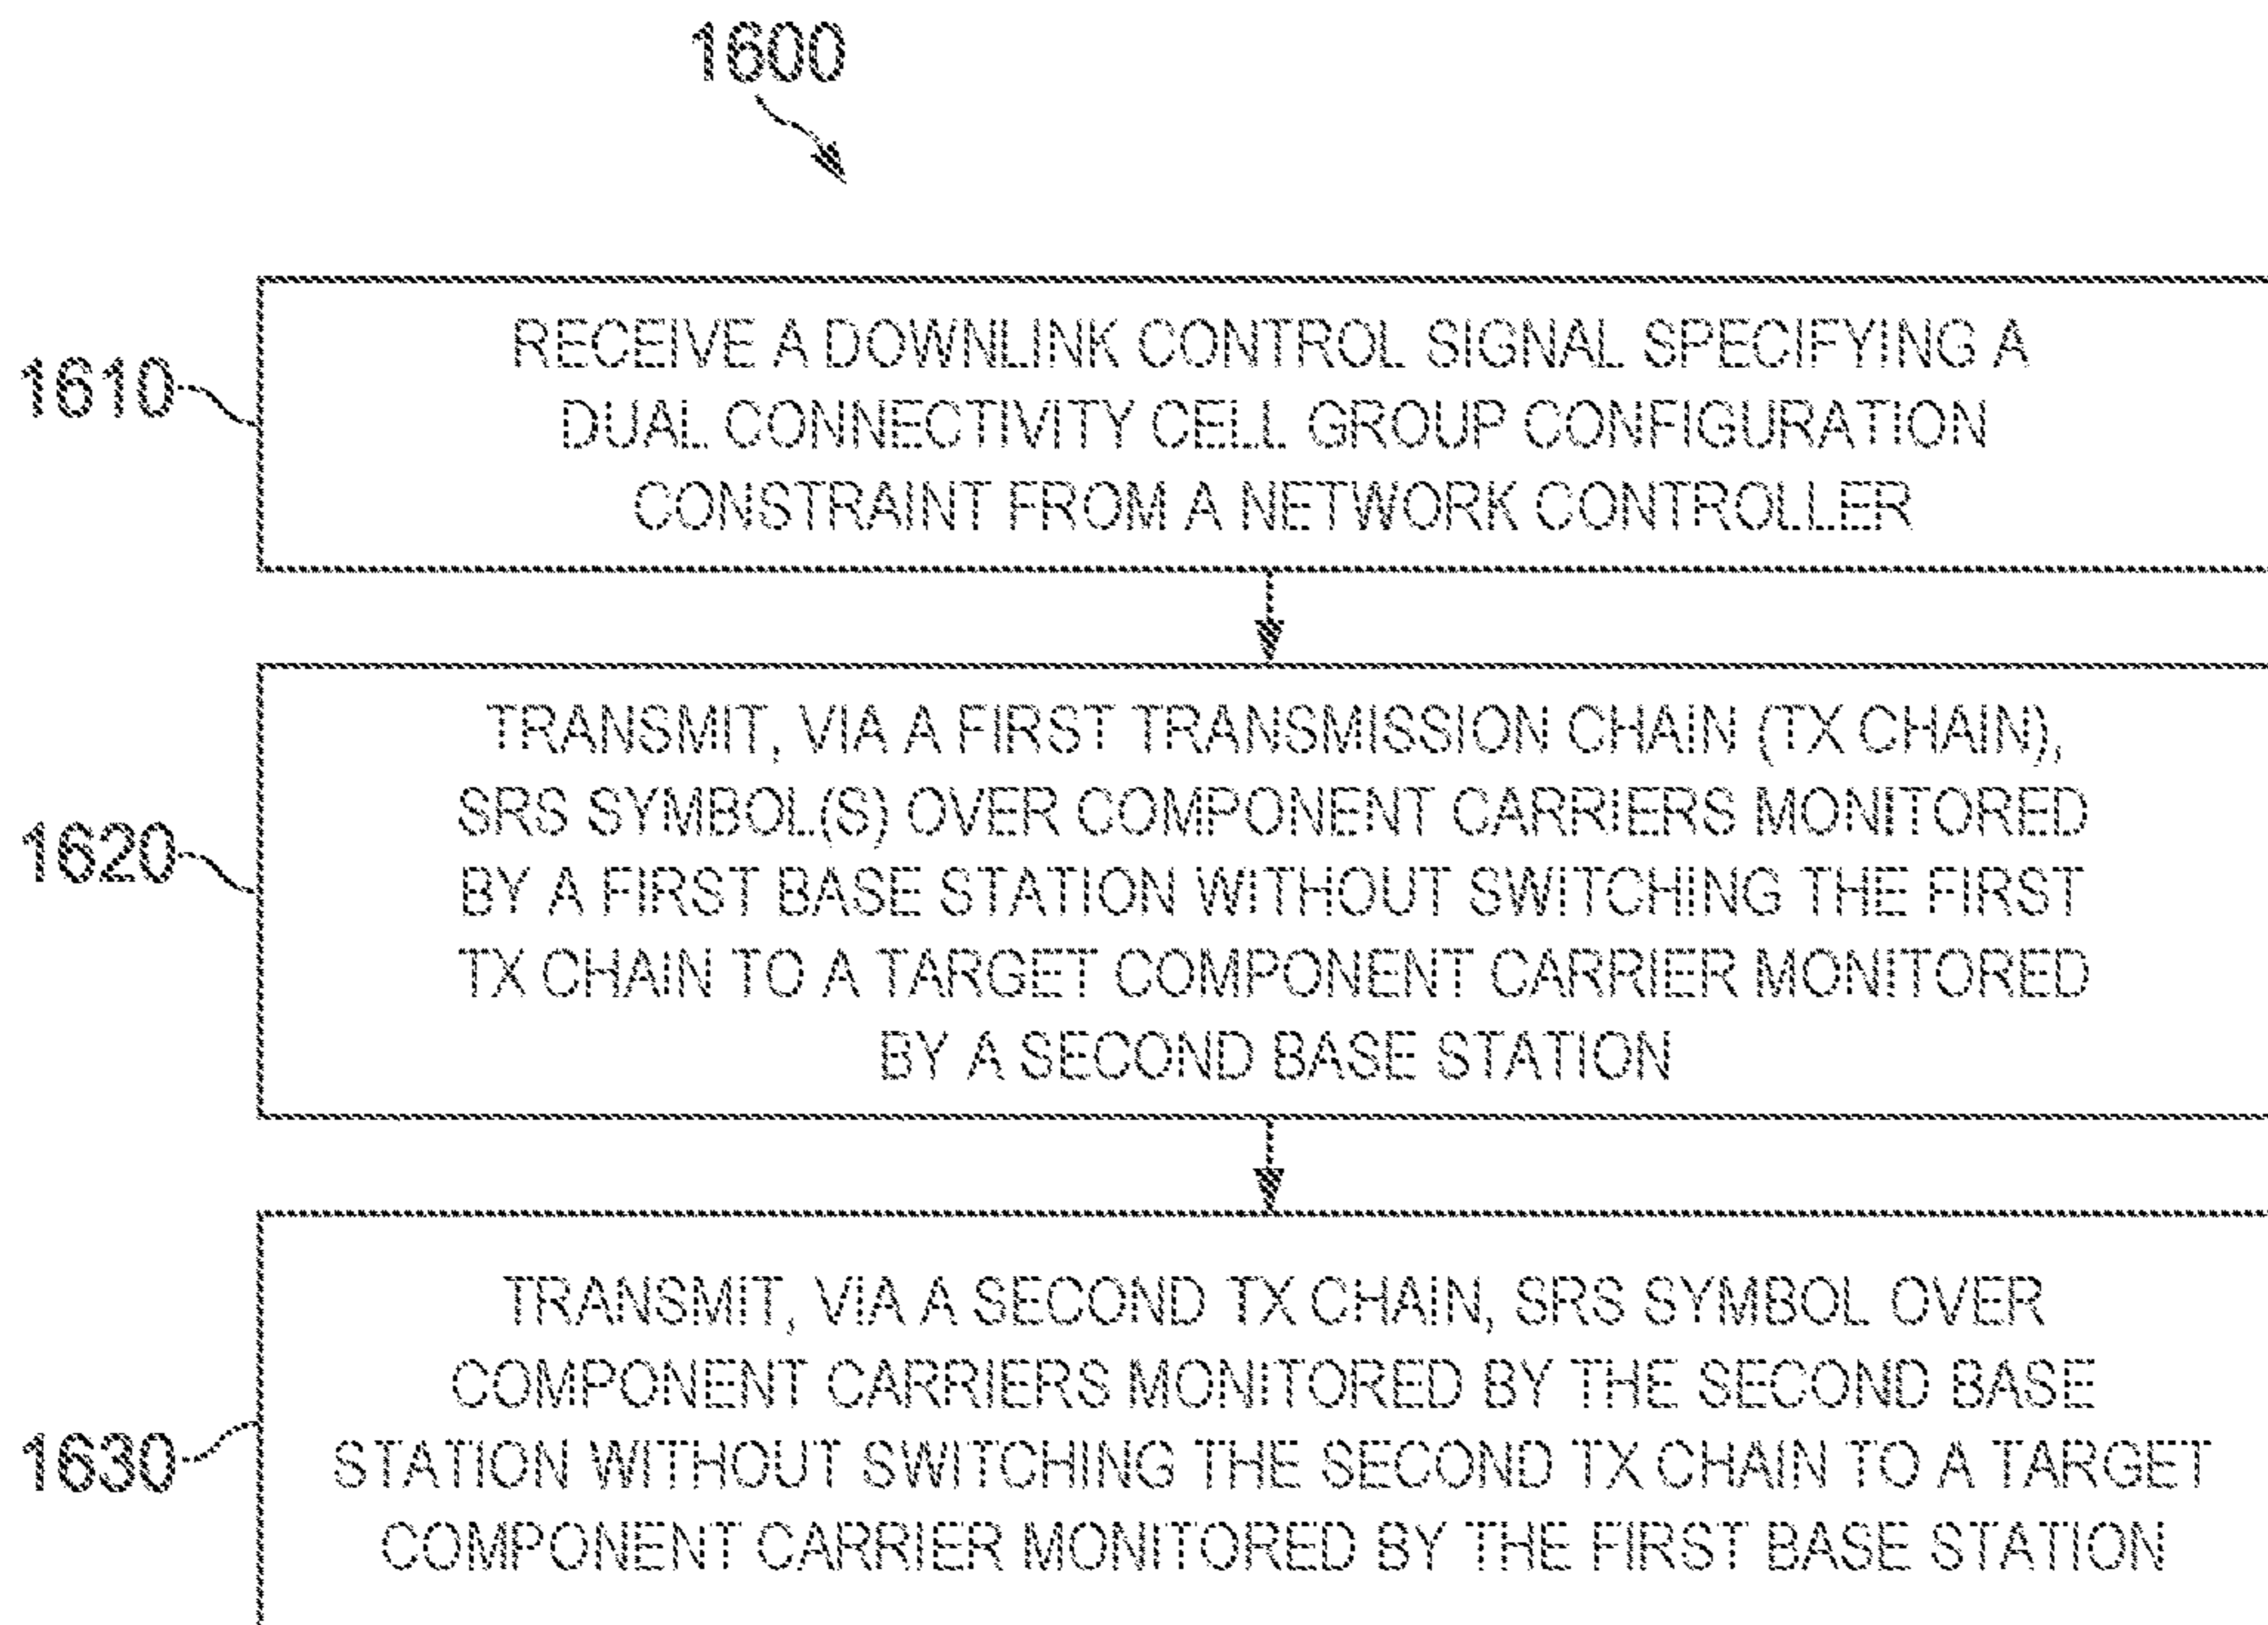 1600
1610
RECEIVE A DOWNLINK CONTROL SIGNAL SPECIFYING A
DUAL CONNECTIVITY CELL GROUP CONFIGURATION
CONSTRAINT FROM A NETWORK CONTROLLER
1620
TRANSMIT, VIA A FIRST TRANSMISSION CHAIN (TX CHAIN),
SRS SYMBOL(S) OVER COMPONENT CARRIERS MONITORED
BY A FIRST BASE STATION WITHOUT SWITCHING THE FIRST
TX CHAIN TO A TARGET COMPONENT CARRIER MONITORED
BY A SECOND BASE STATION
1630
TRANSMIT, VIA A SECOND TX CHAIN, SRS SYMBOL OVER
COMPONENT CARRIERS MONITORED BY THE SECOND BASE
STATION WITHOUT SWITCHING THE SECOND TX CHAIN TO A TARGET
COMPONENT CARRIER MONITORED BY THE FIRST BASE STATION